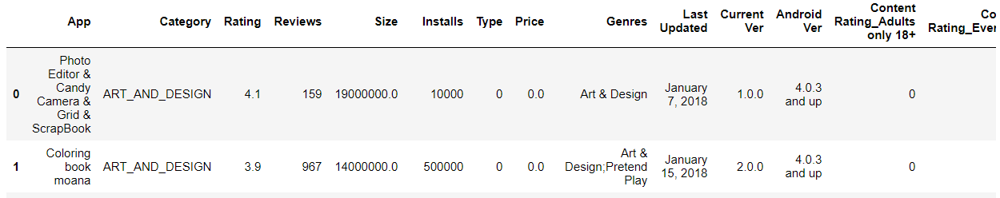 App Category Rating Reviews Size Installs Type Price Genres Last Updated Current Ver Android Ver Content Rating_Adults only 18+ Co Rating_Ever
0 Photo Editor & Candy Camera & Grid & ScrapBook ART_AND_DESIGN 4.1 159 19000000.0 10000 0 0.0 Art & Design January 7, 2018 1.0.0 4.0.3 and up 0
1 Coloring book moana ART_AND_DESIGN 3.9 967 14000000.0 500000 0 0.0 Art & Design;Pretend Play January 15, 2018 2.0.0 4.0.3 and up 0